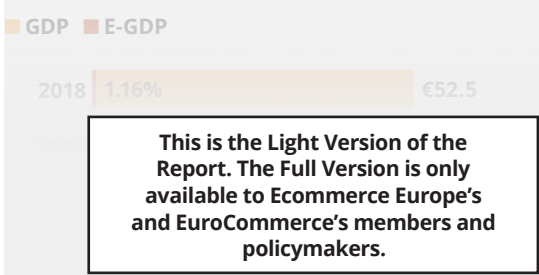 GDP E-GDP
2018 1.16% €52.5
This is the Light Version of the
Report. The Full Version is only
available to Ecommerce Europe's
and EuroCommerce's members and
policymakers.